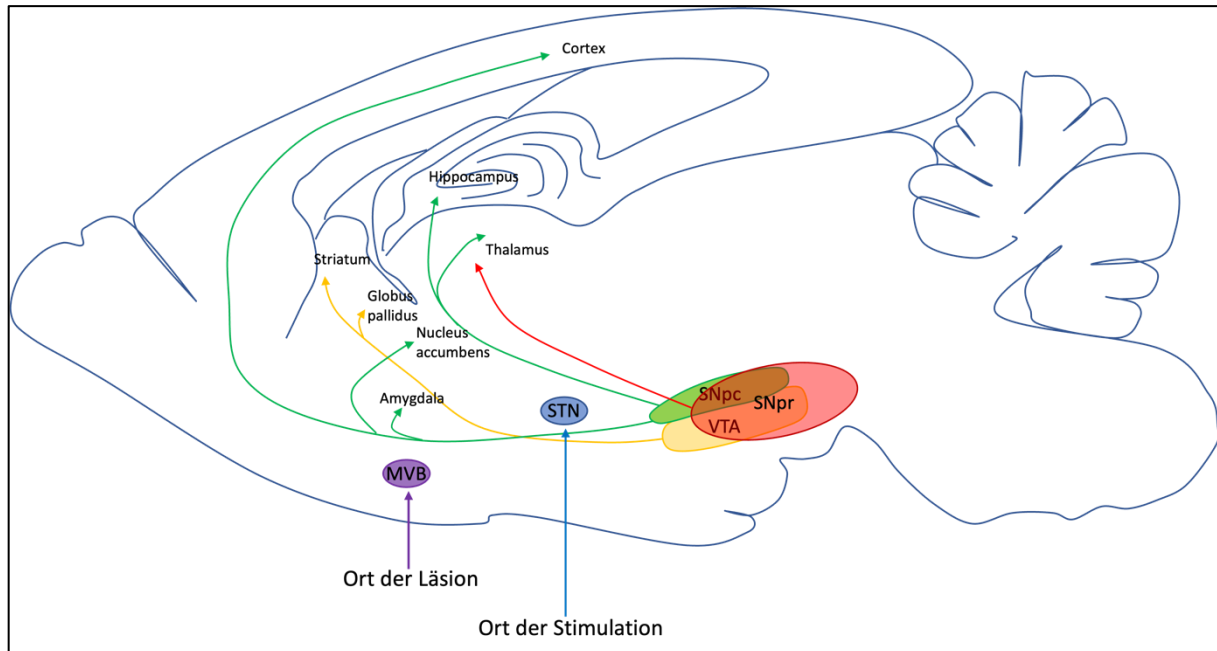 Cortex
Hippocampus
Thalamus
Striatum
Globus
pallidus
Nucleus
accumbens
Amygdala
STN
SNpc
SNpr
VTA
MVB
Ort der Läsion
Ort der Stimulation